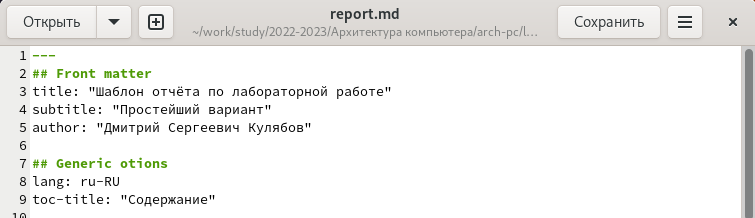 Открыть
report.md
~/work/study/2022-2023/Архитектура компьютера/arch-pc/l...
Сохранить
1 ---
2 ## Front matter
3 title: "Шаблон отчёта по лабораторной работе"
4 subtitle: "Простейший вариант"
5 author: "Дмитрий Сергеевич Кулябов"
6
7 ## Generic otions
8 lang: ru-RU
9 toc-title: "Содержание"
10